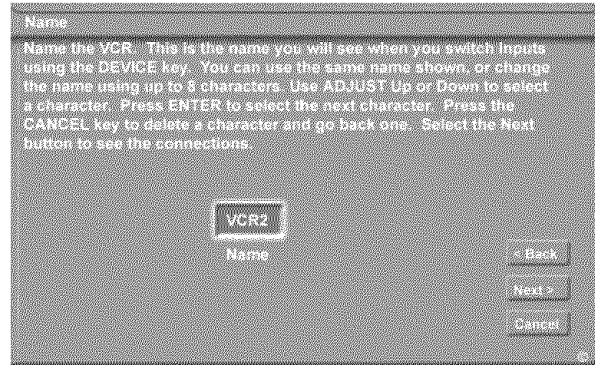 Name
Name the VCR. This is the name you will see when you switch inputs
using the DEVICE key. You can use the same name shown, or change
the name using up to 8 characters. Use ADJUST Up or Down to select
a character. Press ENTER to select the next character. Press the
CANCEL key to delete a character and go back one. Select the Next
button to see the connections.
VCR2
Name
< Back
Next >
Cancel
©